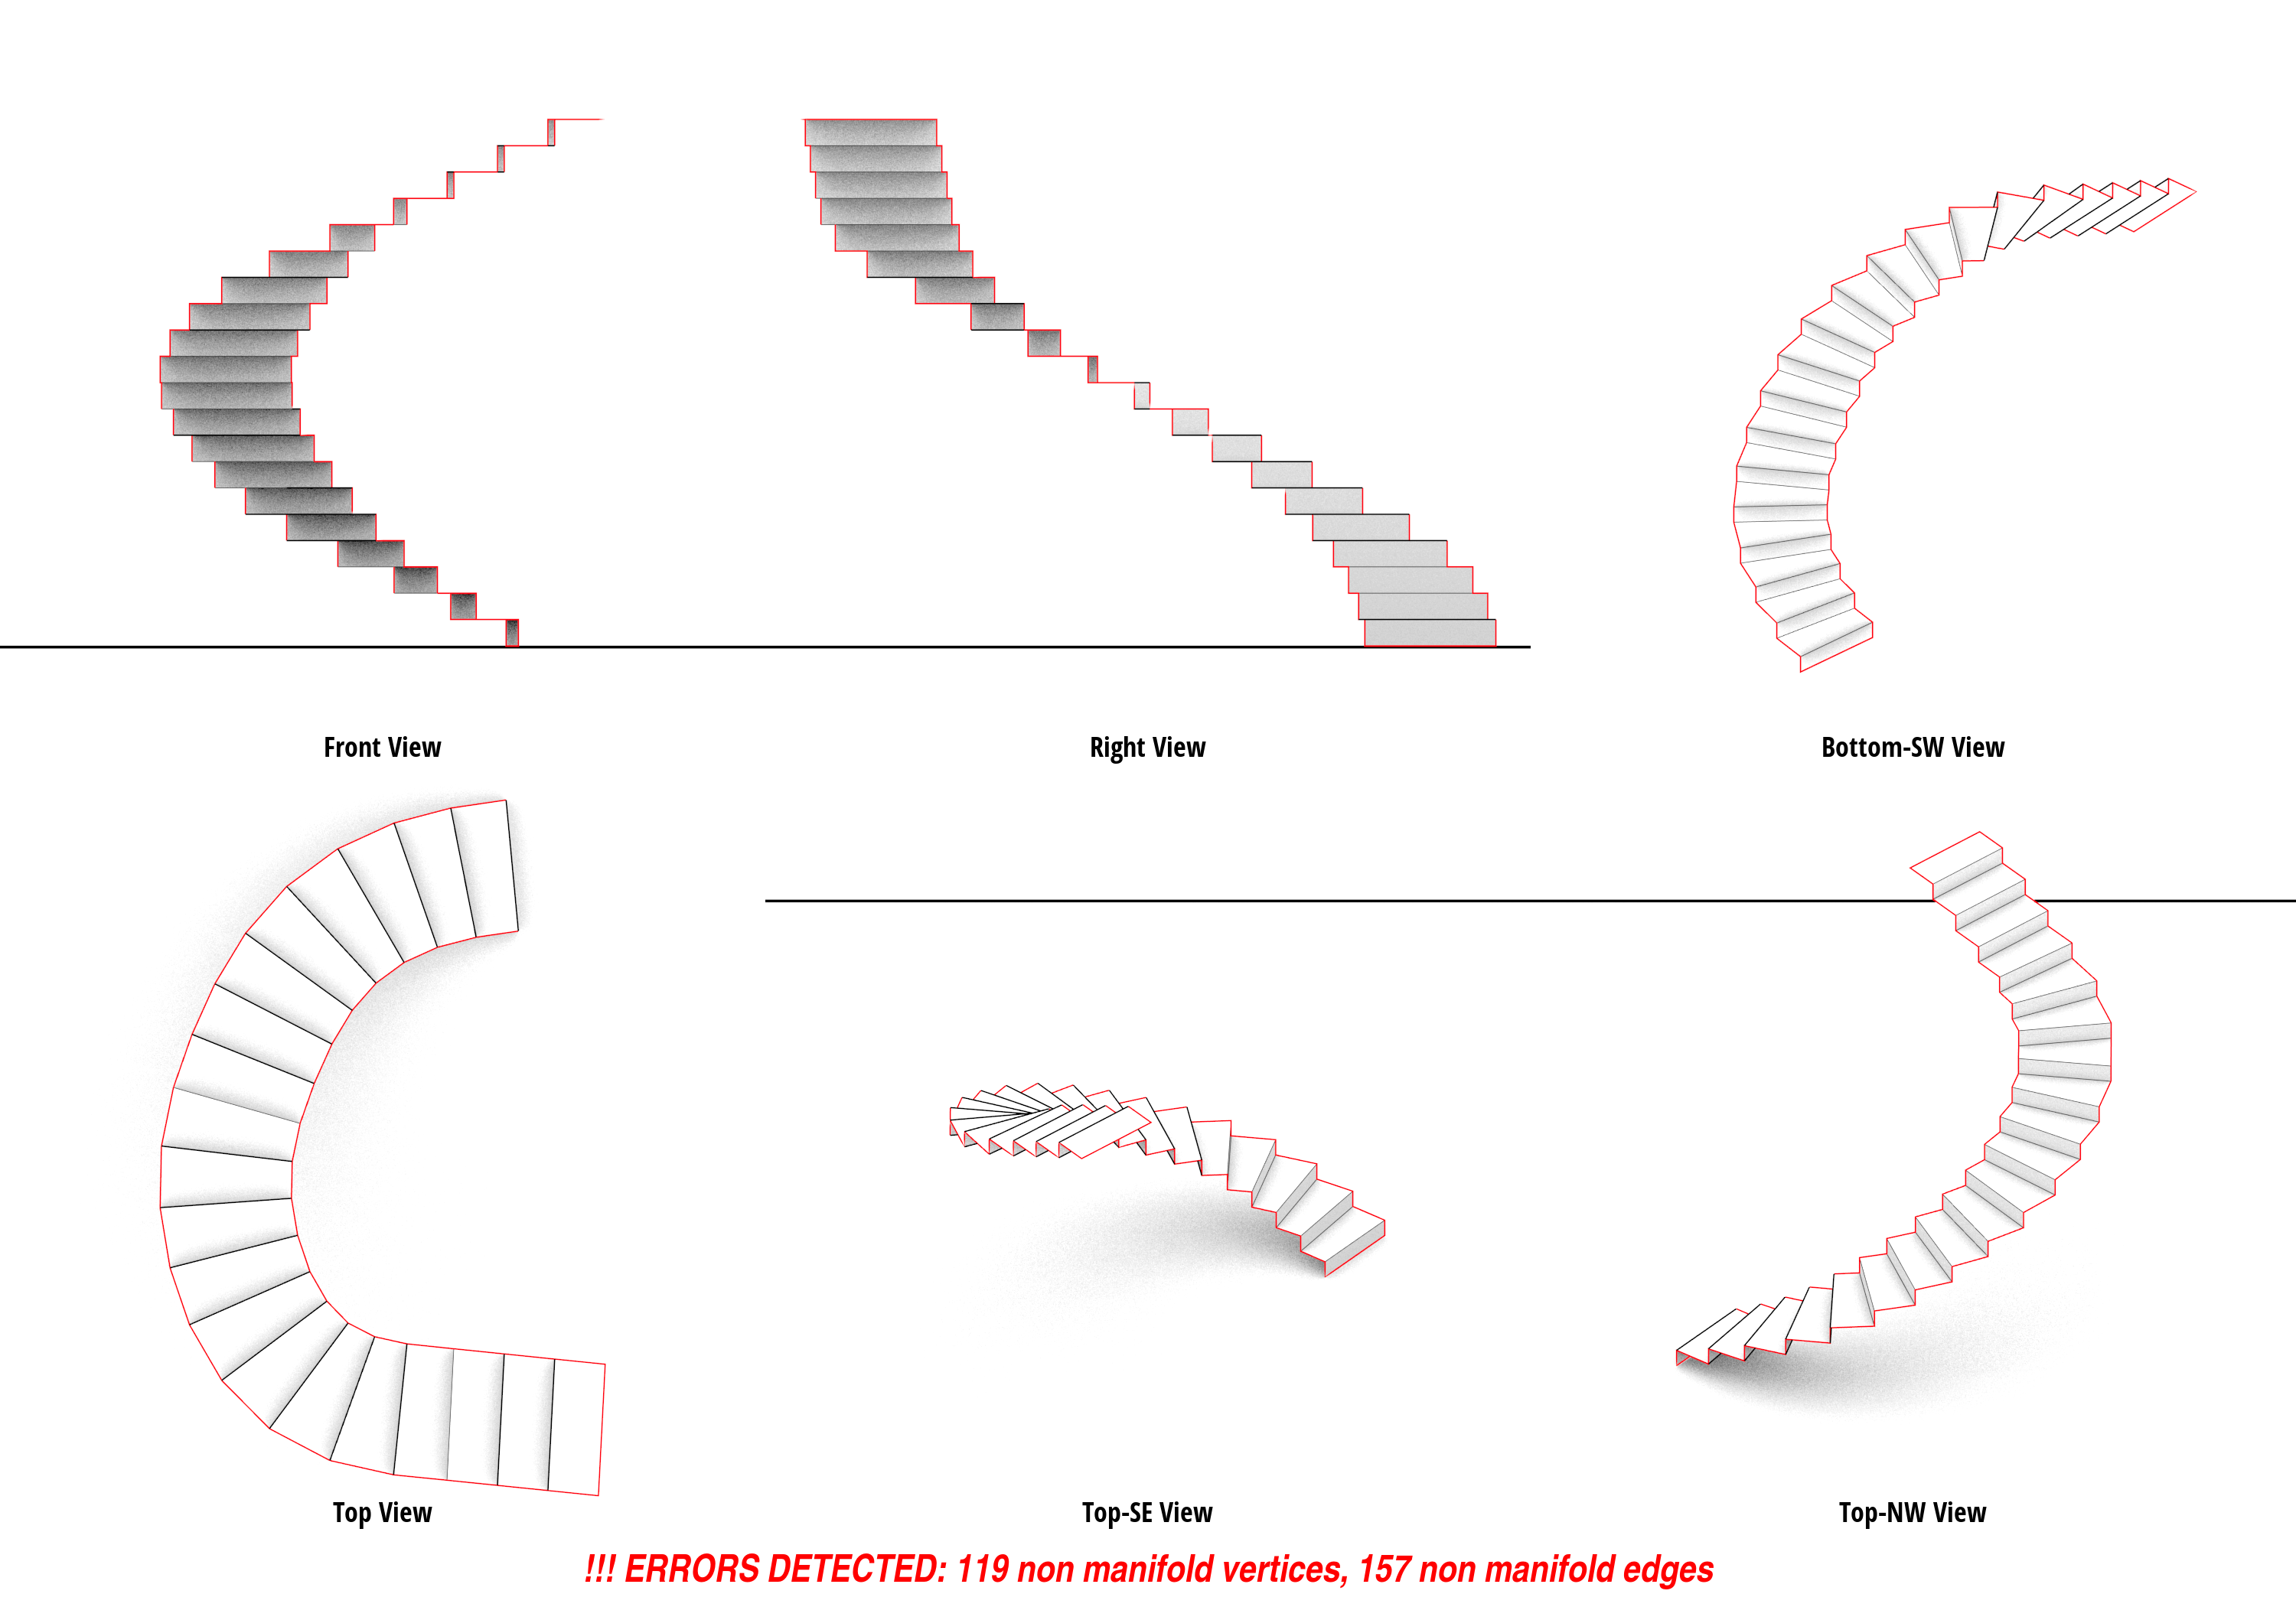 Front View
Right View
Bottom-SW View
Top View
Top-SE View
Top-NW View
!!! ERRORS DETECTED: 119 non manifold vertices, 157 non manifold edges